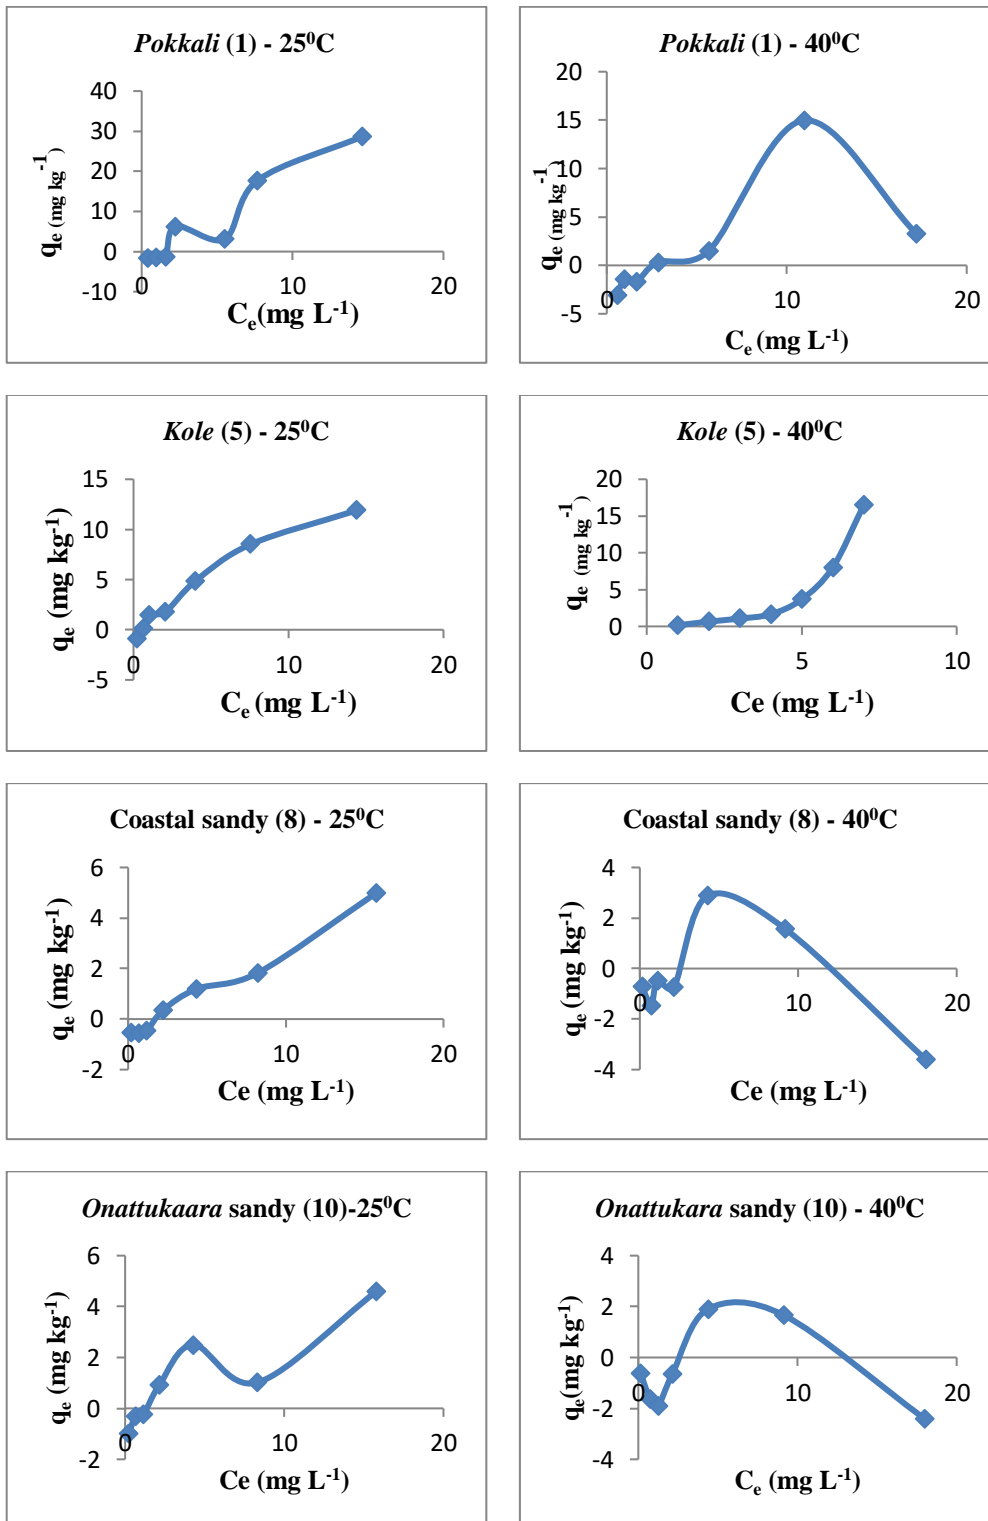 Pokkali (1) - 25⁰C
40
30
20
10
0
-10
0
10
20
qₑ (mg kg⁻¹)
Cₑ(mg L⁻¹)
Pokkali (1) - 40⁰C
20
15
10
5
0
-5
0
10
20
qₑ (mg kg⁻¹)
Cₑ (mg L⁻¹)
Kole (5) - 25⁰C
15
10
5
0
-5
0
10
20
qₑ (mg kg⁻¹)
Cₑ (mg L⁻¹)
Kole (5) - 40⁰C
20
15
10
5
0
0
5
10
qₑ (mg kg⁻¹)
Ce (mg L⁻¹)
Coastal sandy (8) - 25⁰C
6
4
2
0
-2
0
10
20
qₑ (mg kg⁻¹)
Ce (mg L⁻¹)
Coastal sandy (8) - 40⁰C
4
2
0
-2
-4
0
10
20
qₑ (mg kg⁻¹)
Ce (mg L⁻¹)
Onattukaara sandy (10)-25⁰C
6
4
2
0
-2
0
10
20
qₑ (mg kg⁻¹)
Ce (mg L⁻¹)
Onattukara sandy (10) - 40⁰C
4
2
0
-2
-4
0
10
20
qₑ(mg kg⁻¹)
Cₑ (mg L⁻¹)